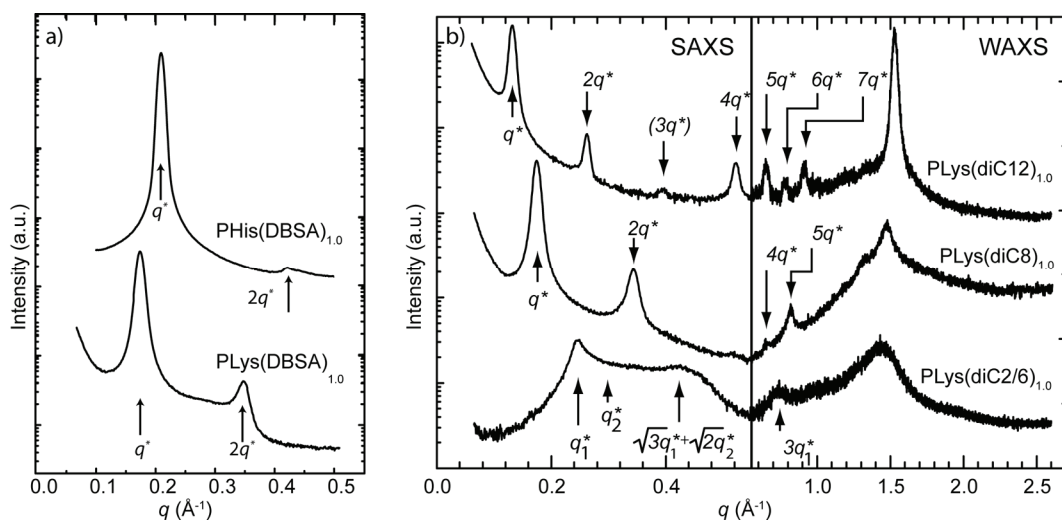 a)
Intensity (a.u.)
q*
PHis(DBSA)1.0
2q*
PLys(DBSA)1.0
q*
2q*
0.0 0.1 0.2 0.3 0.4 0.5
q (Å-1)
b)
SAXS WAXS
Intensity (a.u.)
q* 2q* (3q*) 4q* 5q* 6q* 7q*
PLys(diC12)1.0
q* 2q* 4q* 5q*
PLys(diC8)1.0
PLys(diC2/6)1.0
q1* q2* √3q1*+√2q2* 3q1*
0.2 0.4 1.0 1.5 2.0 2.5
q (Å-1)